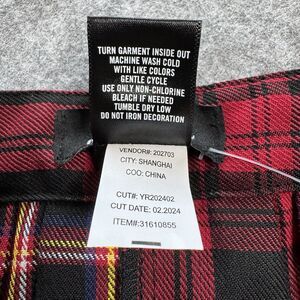 TURN GARMENT INSIDE OUT
MACHINE WASH COLD
WITH LIKE COLORS
GENTLE CYCLE
USE ONLY NON-CHLORINE
BLEACH IF NEEDED
TUMBLE DRY LOW
DO NOT IRON DECORATION
VENDOR#: 202703
CITY: SHANGHAI
COO: CHINA
CUT#: YR202402
CUT DATE: 02.2024
ITEM#:31610855